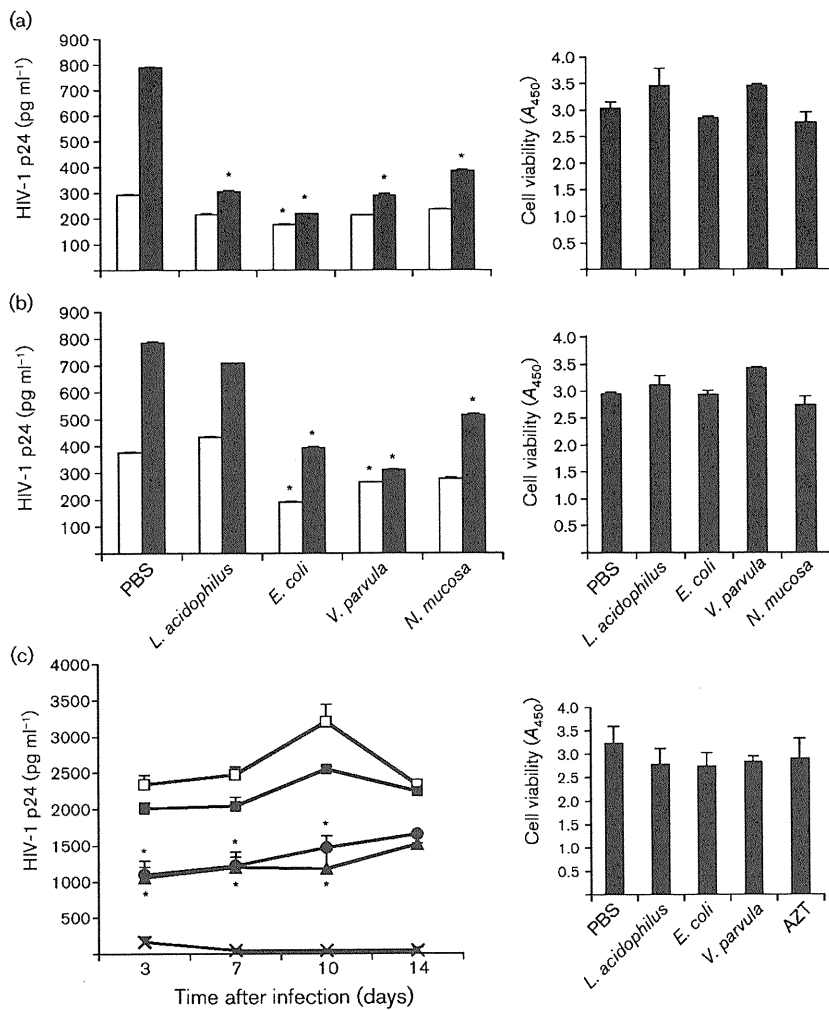 (a)
HIV-1 p24 (pg ml⁻¹)
900
800
700
600
500
400
300
200
100
*
*
*
*
*
Cell viability (A₄₅₀)
4.0
3.5
3.0
2.5
2.0
1.5
1.0
0.5
(b)
HIV-1 p24 (pg ml⁻¹)
900
800
700
600
500
400
300
200
100
*
*
*
*
*
PBS
L. acidophilus
E. coli
V. parvula
N. mucosa
Cell viability (A₄₅₀)
4.0
3.5
3.0
2.5
2.0
1.5
1.0
0.5
PBS
L. acidophilus
E. coli
V. parvula
N. mucosa
(c)
HIV-1 p24 (pg ml⁻¹)
4000
3500
3000
2500
2000
1500
1000
500
*
*
*
*
*
*
3
7
10
14
Time after infection (days)
Cell viability (A₄₅₀)
4.0
3.5
3.0
2.5
2.0
1.5
1.0
0.5
PBS
L. acidophilus
E. coli
V. parvula
AZT